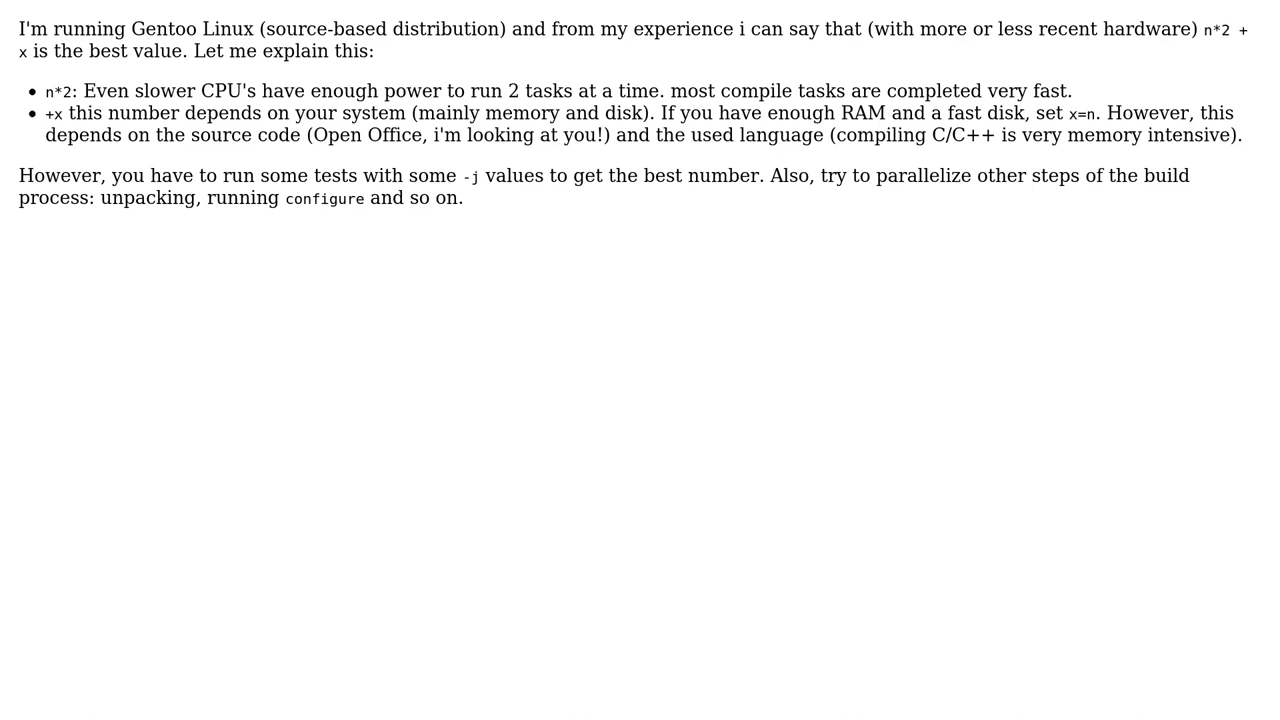 I'm running Gentoo Linux (source-based distribution) and from my experience i can say that (with more or less recent hardware) n*2 +
x is the best value. Let me explain this:
• n*2: Even slower CPU's have enough power to run 2 tasks at a time. most compile tasks are completed very fast.
• +x this number depends on your system (mainly memory and disk). If you have enough RAM and a fast disk, set x=n. However, this
depends on the source code (Open Office, i'm looking at you!) and the used language (compiling C/C++ is very memory intensive).
However, you have to run some tests with some -j values to get the best number. Also, try to parallelize other steps of the build
process: unpacking, running configure and so on.